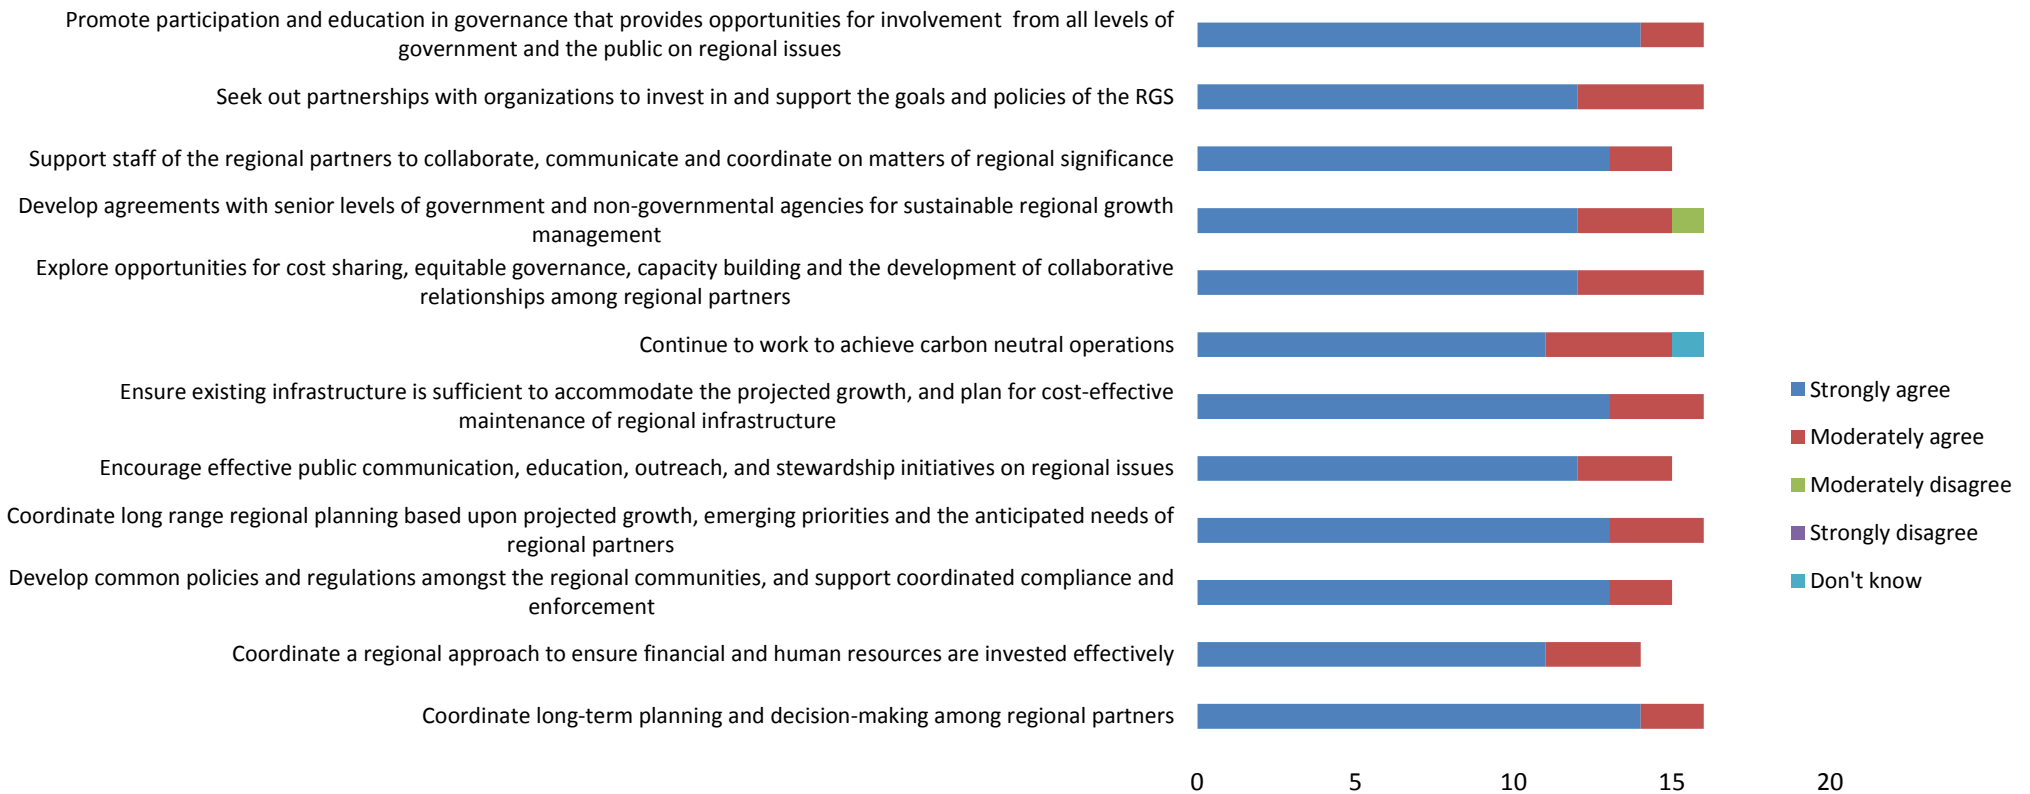 Promote participation and education in governance that provides opportunities for involvement  from all levels of
government and the public on regional issues
Seek out partnerships with organizations to invest in and support the goals and policies of the RGS
Support staff of the regional partners to collaborate, communicate and coordinate on matters of regional significance
Develop agreements with senior levels of government and non-governmental agencies for sustainable regional growth
management
Explore opportunities for cost sharing, equitable governance, capacity building and the development of collaborative
relationships among regional partners
Continue to work to achieve carbon neutral operations
Ensure existing infrastructure is sufficient to accommodate the projected growth, and plan for cost-effective
maintenance of regional infrastructure
Encourage effective public communication, education, outreach, and stewardship initiatives on regional issues
Coordinate long range regional planning based upon projected growth, emerging priorities and the anticipated needs of
regional partners
Develop common policies and regulations amongst the regional communities, and support coordinated compliance and
enforcement
Coordinate a regional approach to ensure financial and human resources are invested effectively
Coordinate long-term planning and decision-making among regional partners
0 5 10 15 20
Strongly agree
Moderately agree
Moderately disagree
Strongly disagree
Don't know